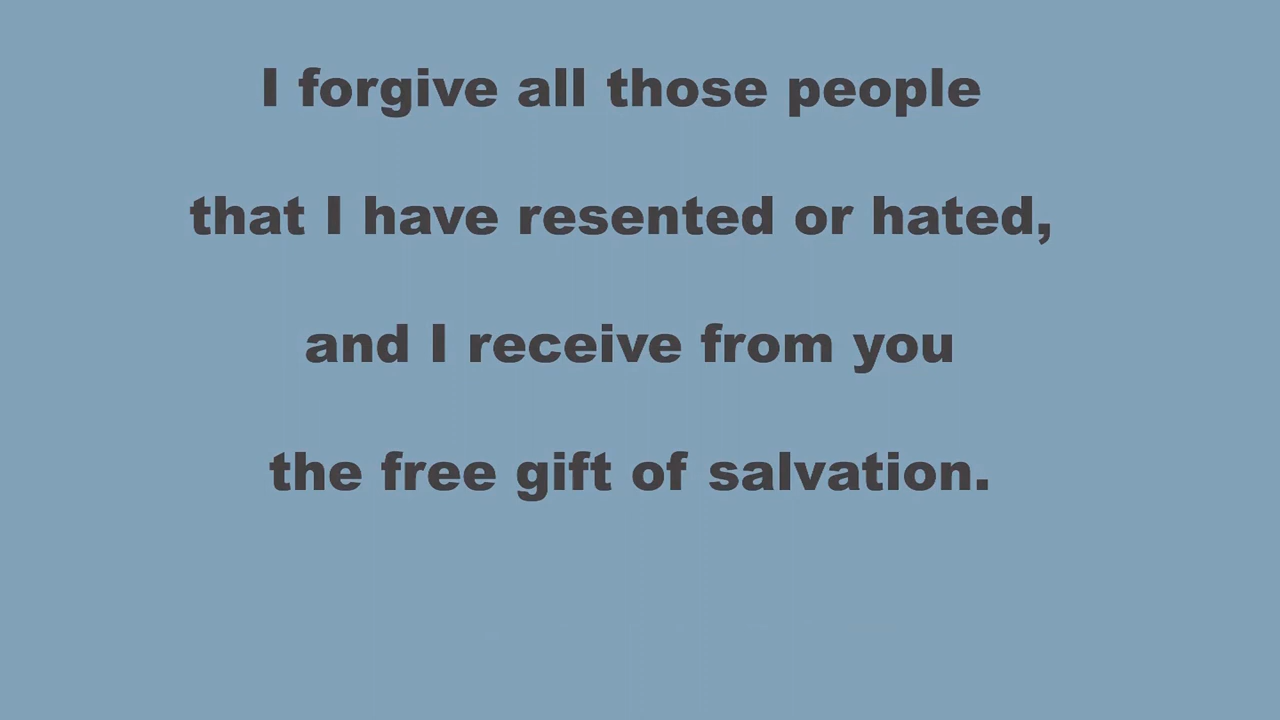 I forgive all those people
that I have resented or hated,
and I receive from you
the free gift of salvation.